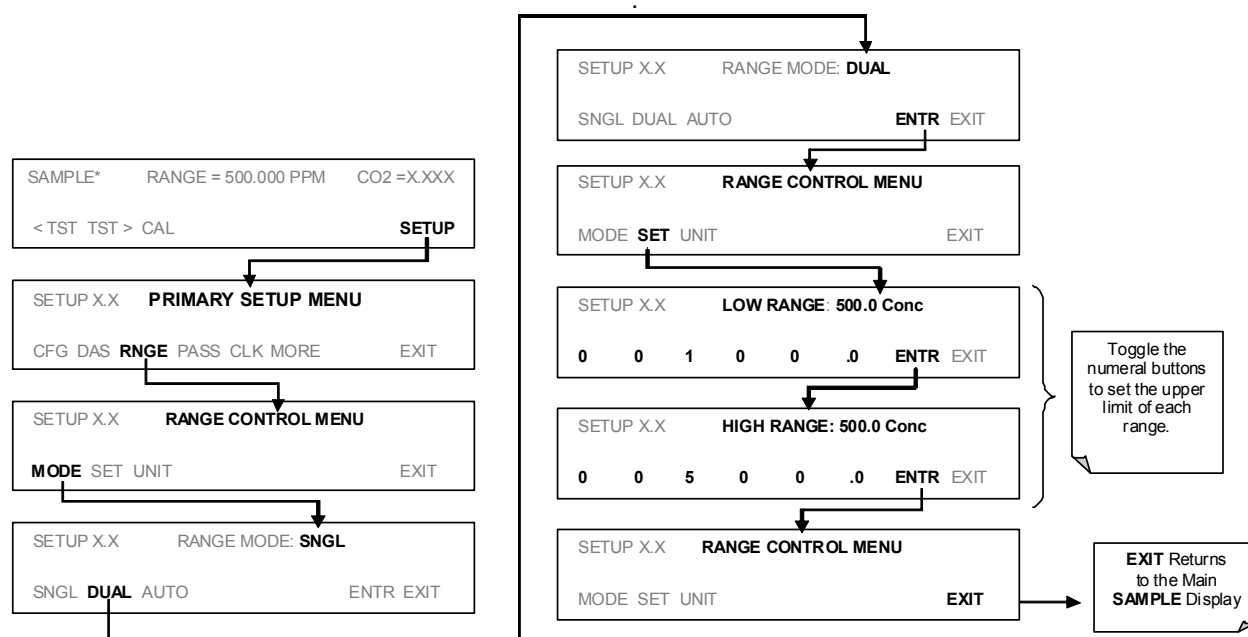 SAMPLE* RANGE = 500.000 PPM CO2 =X.XXX
< TST TST > CAL SETUP
SETUP X.X PRIMARY SETUP MENU
CFG DAS RNGE PASS CLK MORE EXIT
SETUP X.X RANGE CONTROL MENU
MODE SET UNIT EXIT
SETUP X.X RANGE MODE: SNGL
SNGL DUAL AUTO ENTR EXIT
SETUP X.X RANGE MODE: DUAL
SNGL DUAL AUTO ENTR EXIT
SETUP X.X RANGE CONTROL MENU
MODE SET UNIT EXIT
SETUP X.X LOW RANGE: 500.0 Conc
0 0 1 0 0 .0 ENTR EXIT
SETUP X.X HIGH RANGE: 500.0 Conc
0 0 5 0 0 .0 ENTR EXIT
Toggle the
numeral buttons
to set the upper
limit of each
range.
SETUP X.X RANGE CONTROL MENU
MODE SET UNIT EXIT
EXIT Returns
to the Main
SAMPLE Display